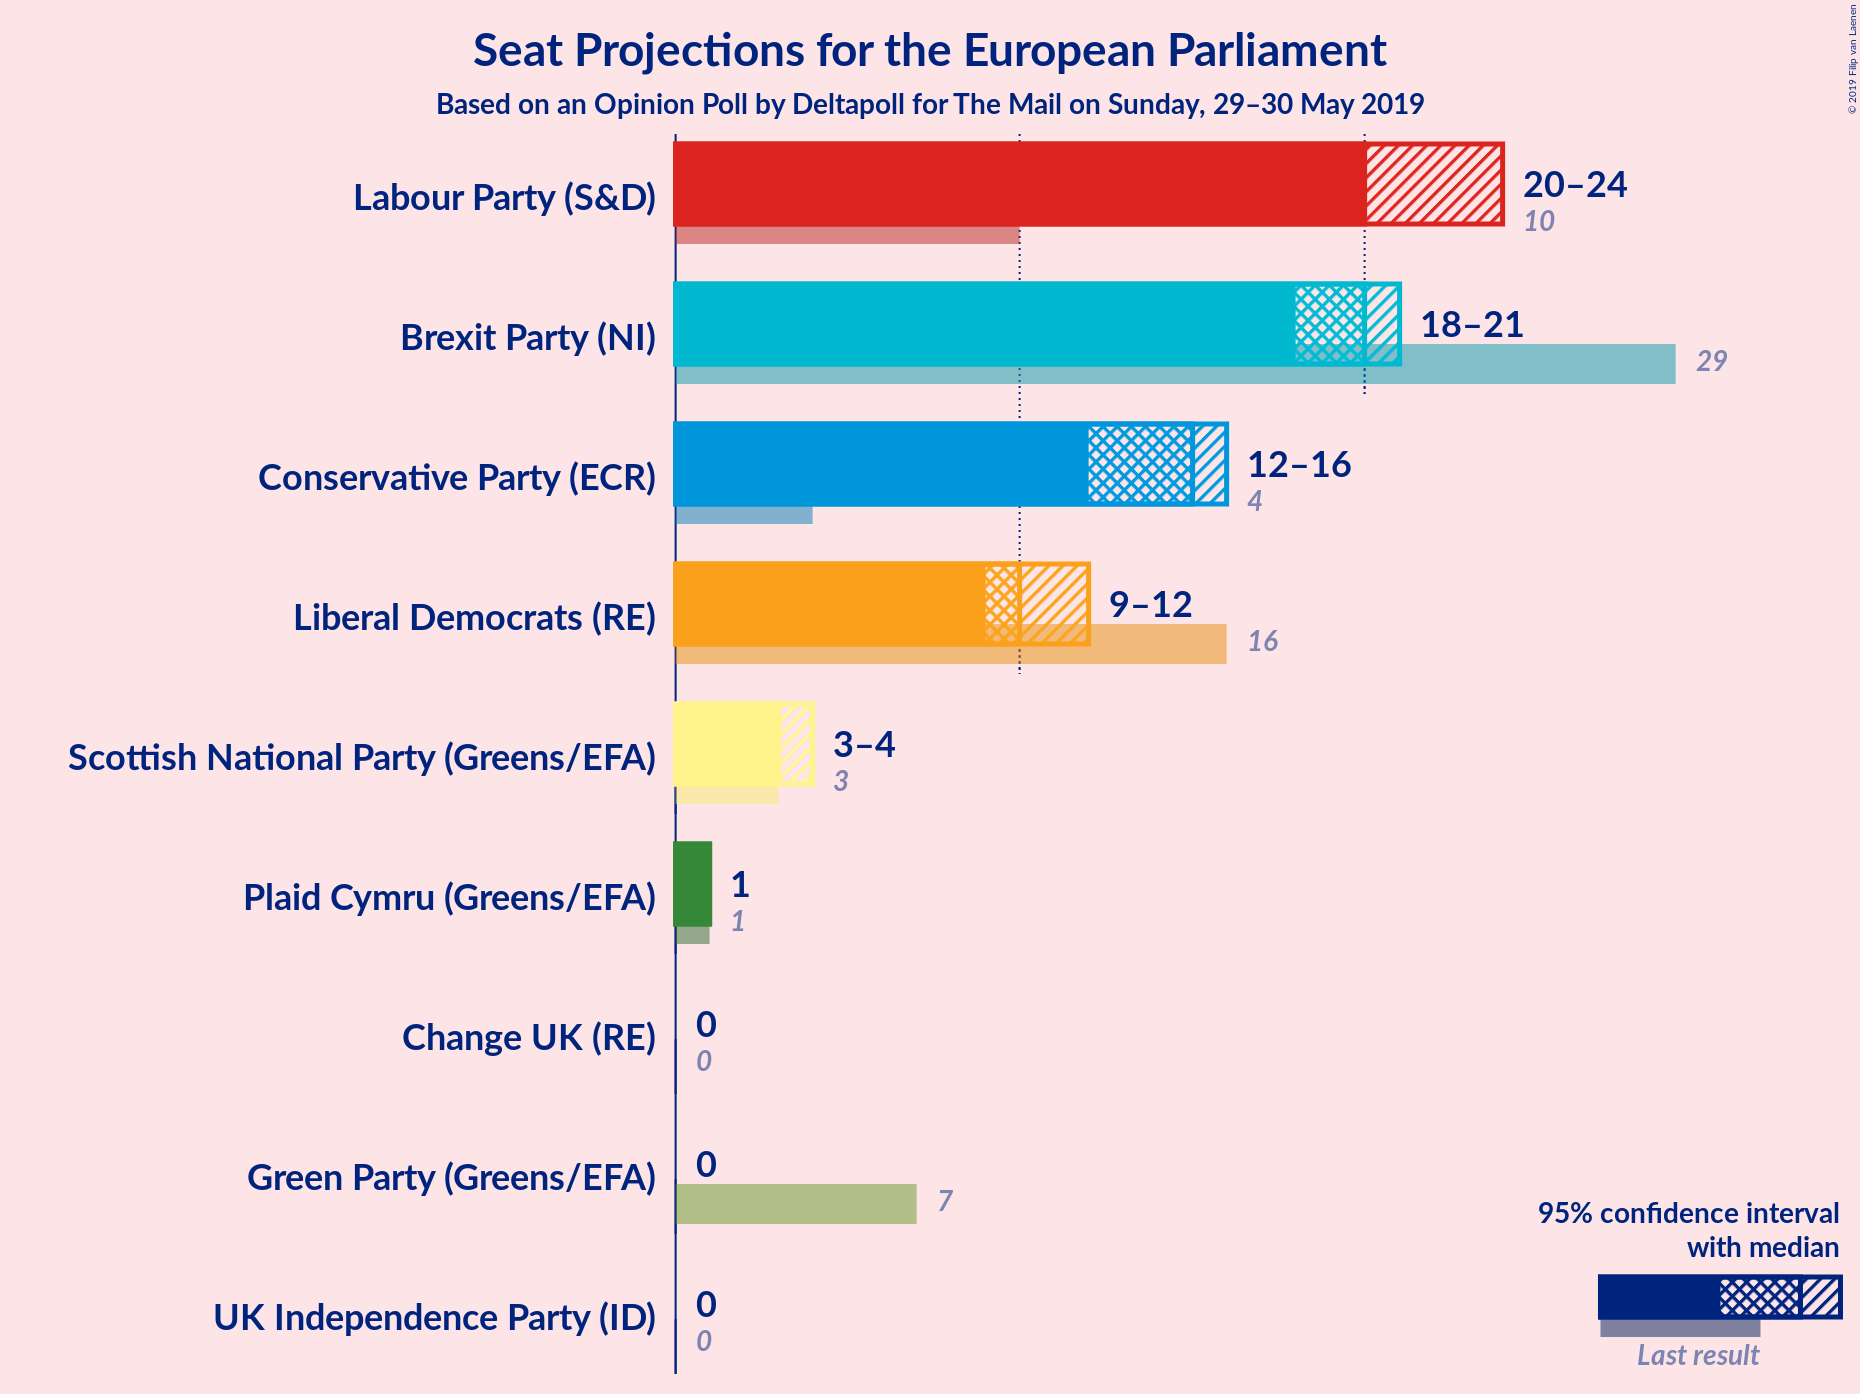 Seat Projections for the European Parliament
Based on an Opinion Poll by Deltapoll for The Mail on Sunday, 29–30 May 2019
© 2019 Filip van Laenen
Labour Party (S&D)
20–24
10
Brexit Party (NI)
18–21
29
Conservative Party (ECR)
12–16
4
Liberal Democrats (RE)
9–12
16
Scottish National Party (Greens/EFA)
3–4
3
Plaid Cymru (Greens/EFA)
1
1
Change UK (RE)
0
0
Green Party (Greens/EFA)
0
7
UK Independence Party (ID)
0
0
95% confidence interval
with median
Last result